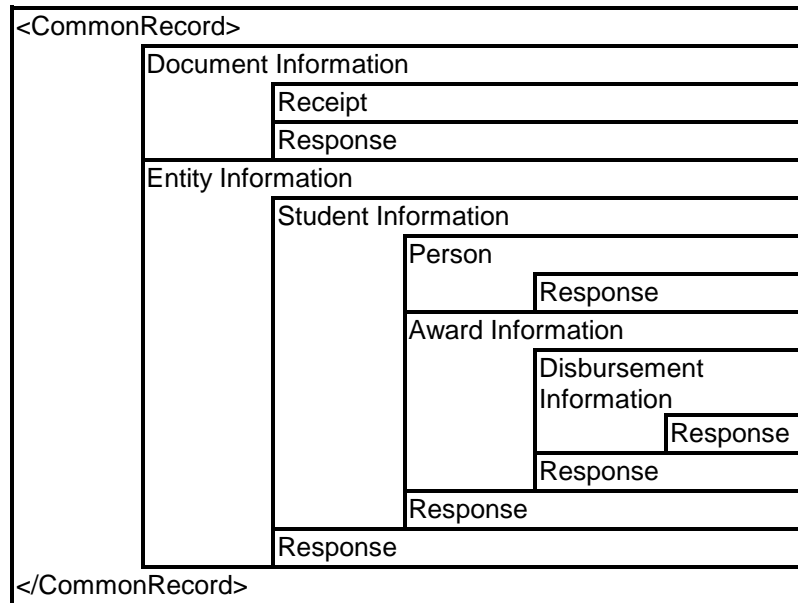 <CommonRecord>
Document Information
Receipt
Response
Entity Information
Student Information
Person
Response
Award Information
Disbursement
Information
Response
Response
Response
Response
</CommonRecord>